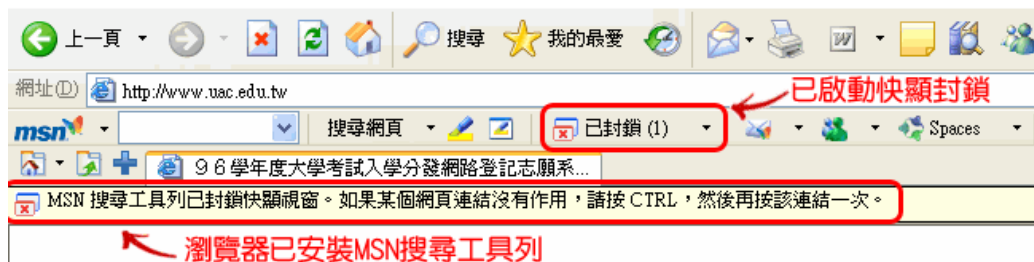 上一頁 搜尋 我的最愛
網址(D) http://www.uac.edu.tw
已啟動快顯封鎖
msn 搜尋網頁 已封鎖 (1) Spaces
９６學年度大學考試入學分發網路登記志願系...
MSN 搜尋工具列已封鎖快顯視窗。如果某個網頁連結沒有作用，請按 CTRL，然後再按該連結一次。
瀏覽器已安裝MSN搜尋工具列